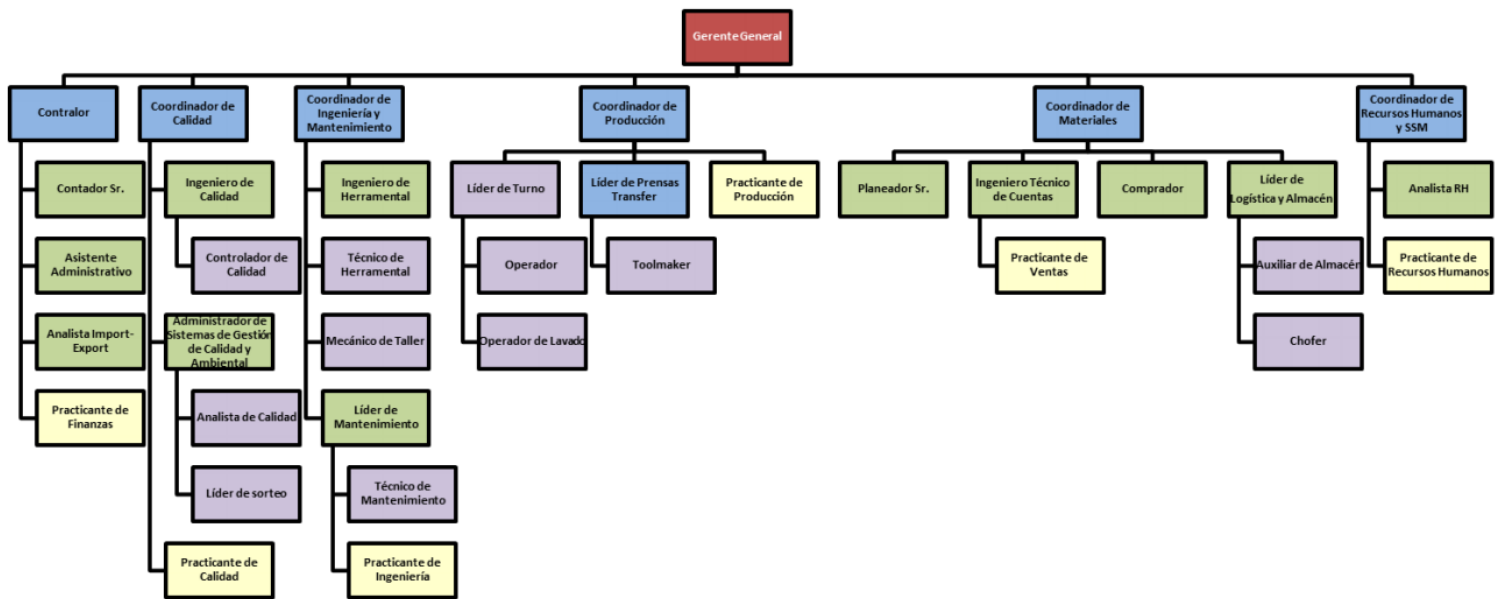 Gerente General
Contralor
Coordinador de
Calidad
Coordinador de
Ingeniería y
Mantenimiento
Coordinador de
Producción
Coordinador de
Materiales
Coordinador de
Recursos Humanos
y SSM
Contador Sr.
Ingeniero de
Calidad
Ingeniero de
Herramental
Líder de Turno
Líder de Prensas
Transfer
Practicante de
Producción
Planeador Sr.
Ingeniero Técnico
de Cuentas
Comprador
Líder de
Logística y Almacén
Analista RH
Asistente
Administrativo
Controlador de
Calidad
Técnico de
Herramental
Operador
Toolmaker
Practicante de
Ventas
Auxiliar de Almacén
Practicante de
Recursos Humanos
Analista Import-
Export
Administrador de
Sistemas de Gestión
de Calidad y
Ambiental
Mecánico de Taller
Operador de Lavado
Chofer
Practicante de
Finanzas
Analista de Calidad
Líder de
Mantenimiento
Líder de sorteo
Técnico de
Mantenimiento
Practicante de
Calidad
Practicante de
Ingeniería